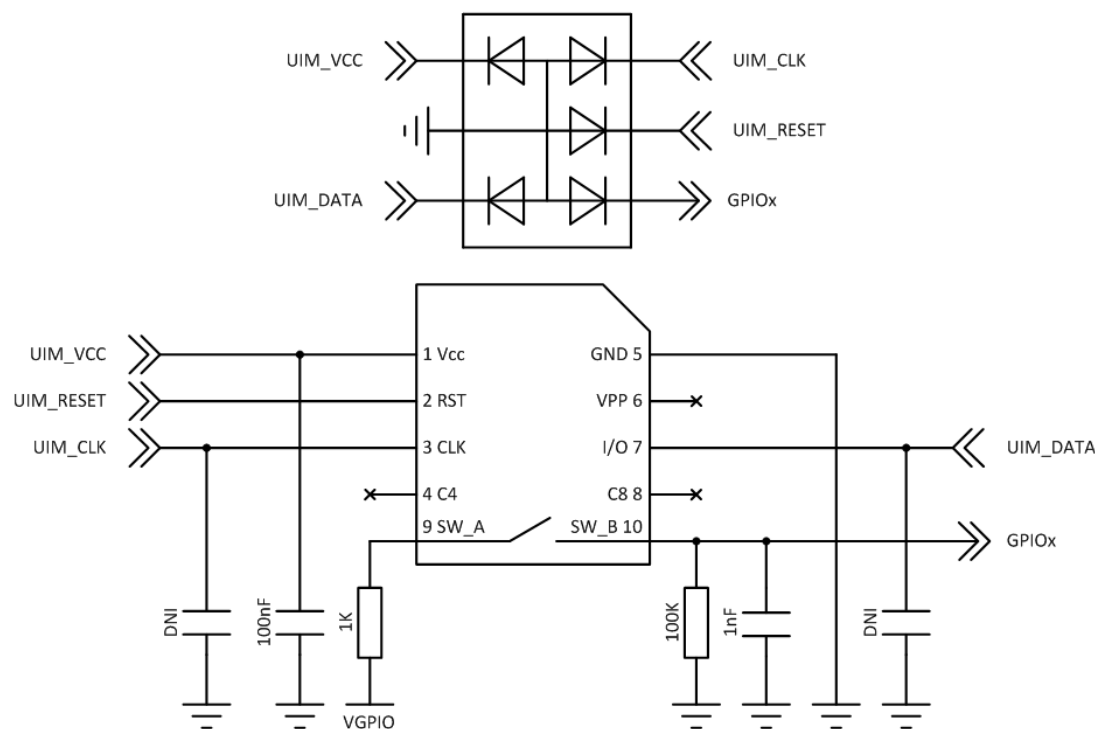 UIM_VCC
UIM_CLK
UIM_RESET
UIM_DATA
GPIOx
UIM_VCC
1 Vcc
GND 5
UIM_RESET
2 RST
VPP 6
UIM_CLK
3 CLK
I/O 7
UIM_DATA
4 C4
C8 8
9 SW_A
SW_B 10
GPIOx
DNI
100nF
1K
100K
1nF
DNI
VGPIO